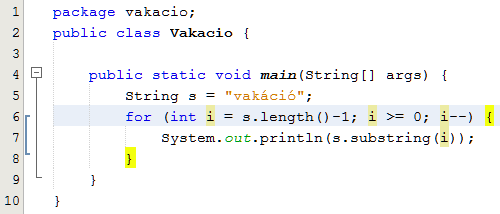 1 package vakacio;
2 public class Vakacio {
3
4 public static void main(String[] args) {
5 String s = "vakáció";
6 for (int i = s.length()-1; i >= 0; i--) {
7 System.out.println(s.substring(i));
8 }
9 }
10 }